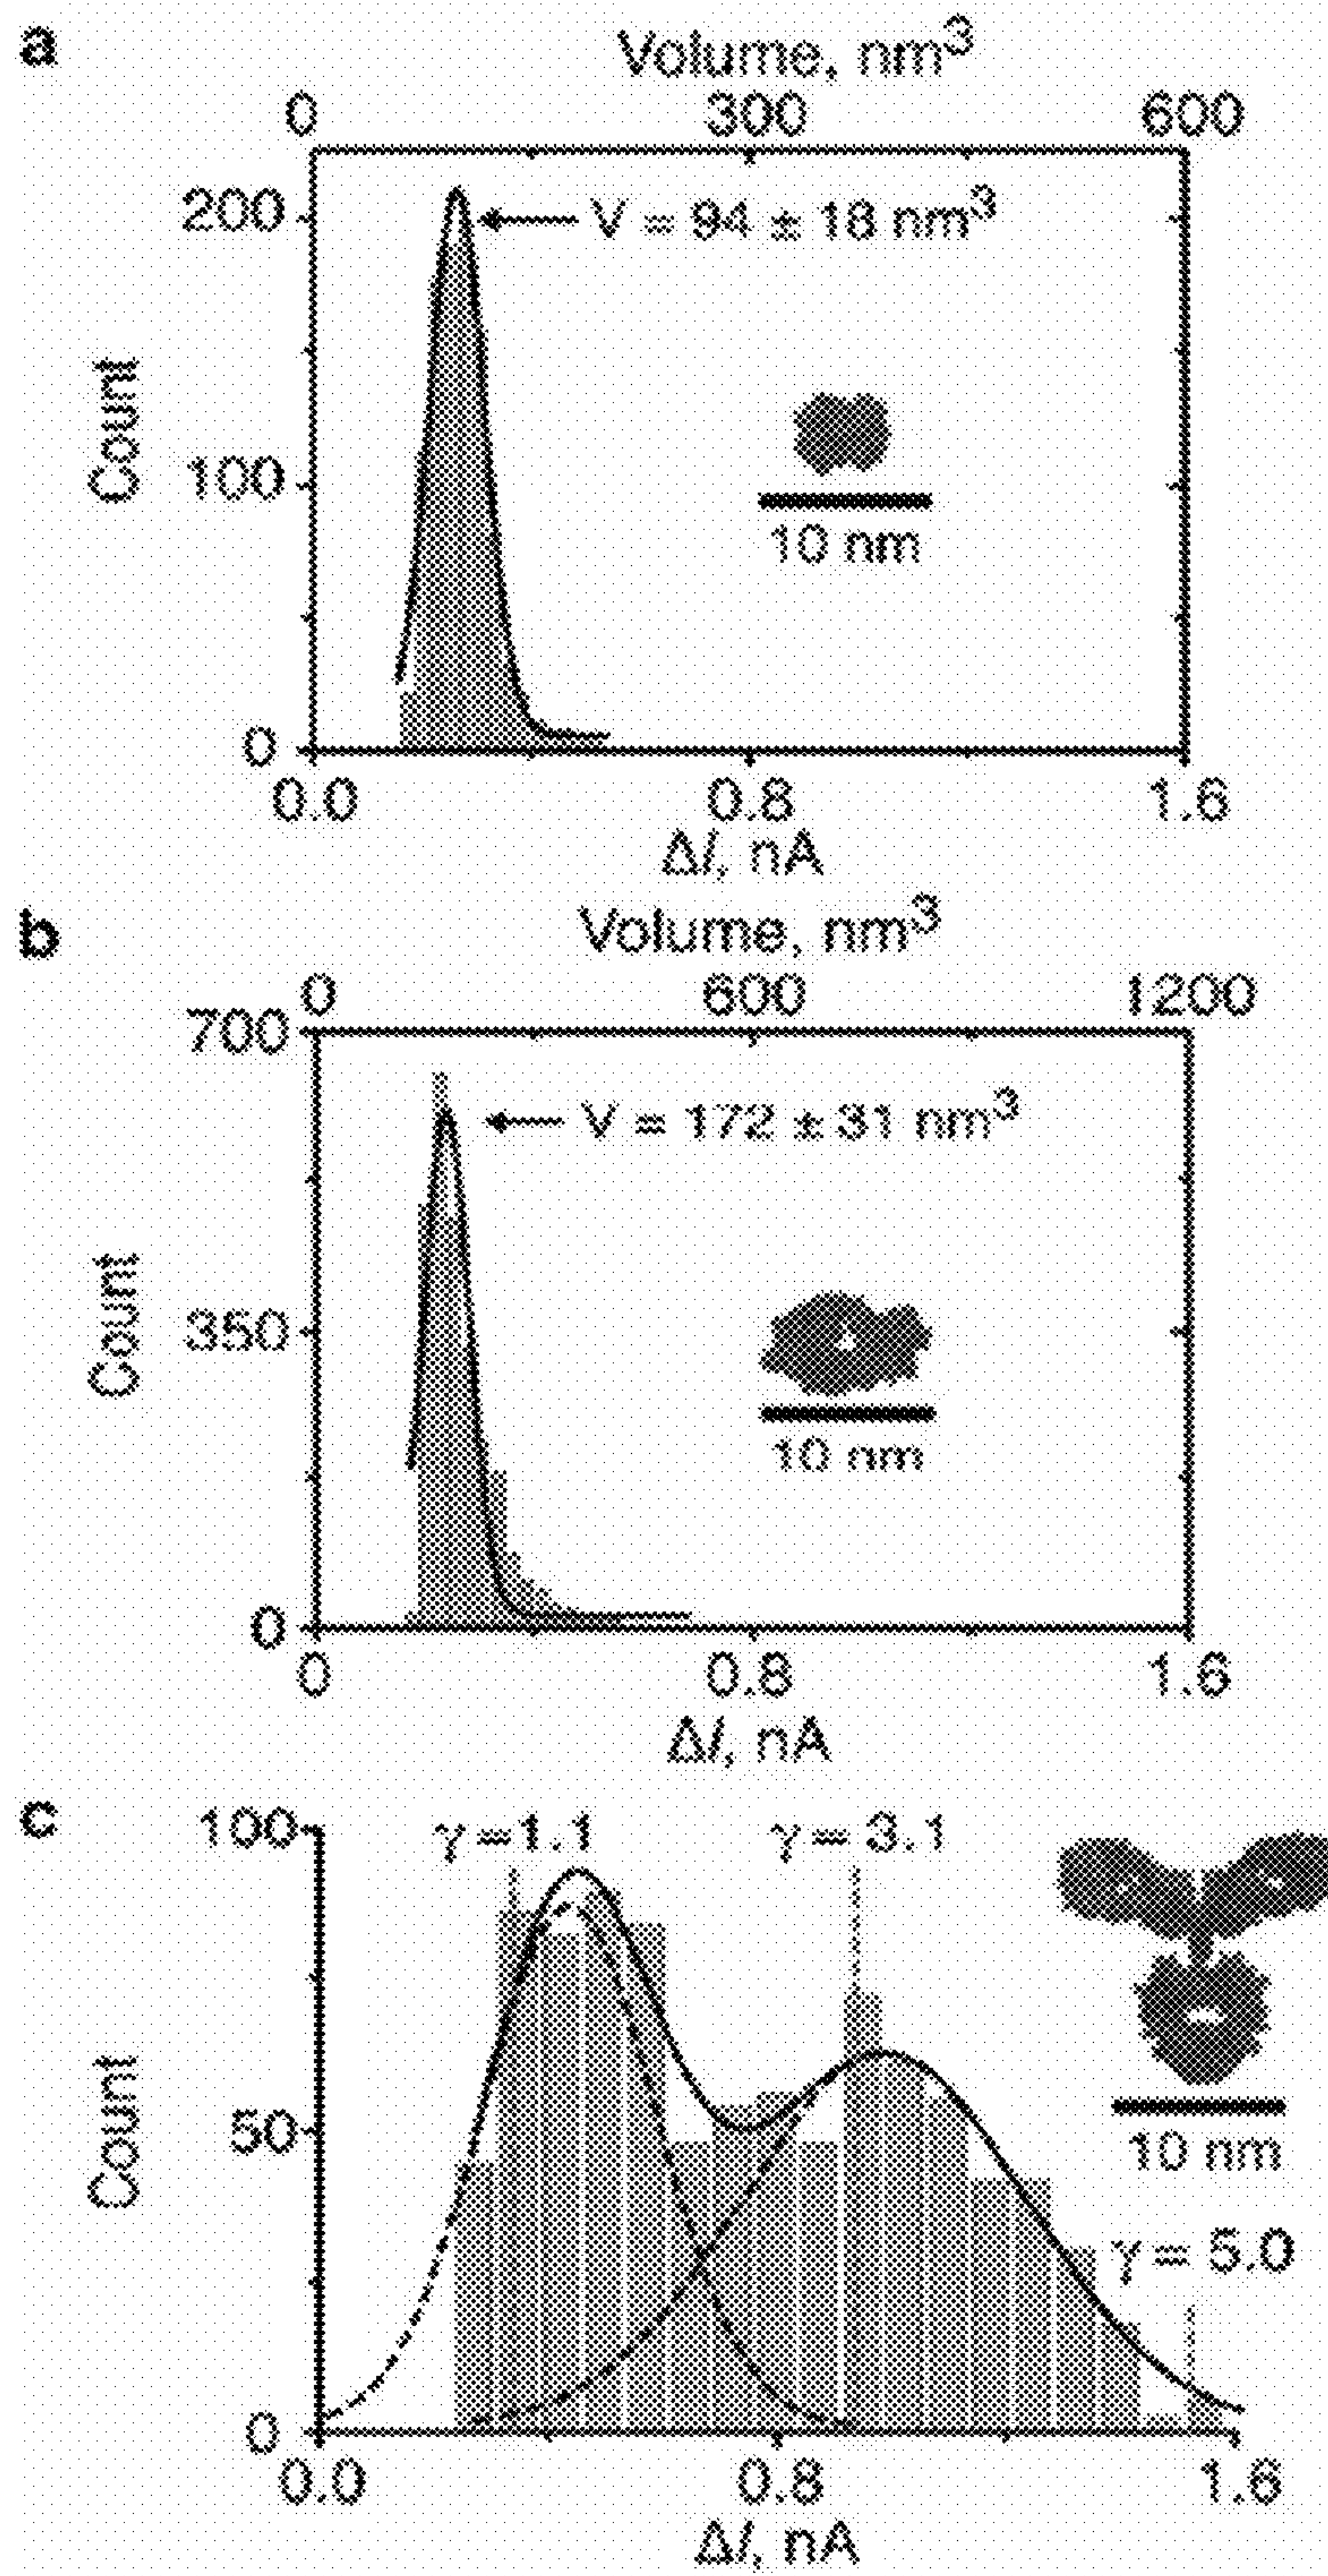 a
Volume, nm³
0 300 600
200
V = 94 ± 18 nm³
Count
100
10 nm
0
0.0 0.8 1.6
ΔI, nA
b
Volume, nm³
0 600 1200
700
V = 172 ± 31 nm³
Count
350
10 nm
0
0 0.8 1.6
ΔI, nA
c
100
γ = 1.1 γ = 3.1
Count
50
10 nm
γ = 5.0
0
0.0 0.8 1.6
ΔI, nA